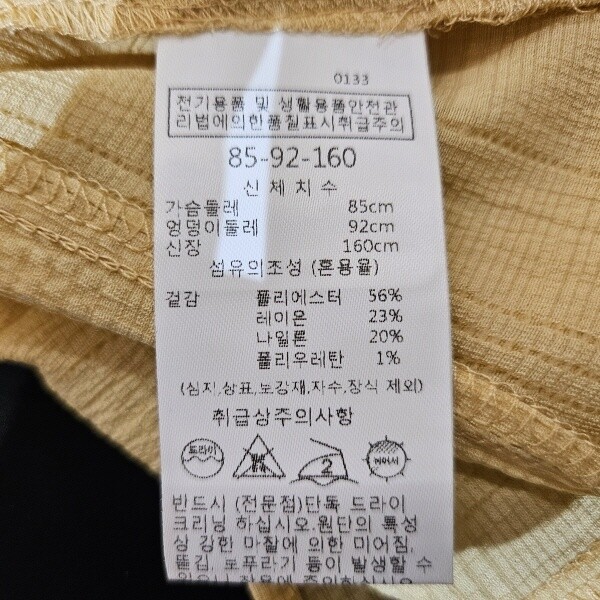 0133
전기용품 및 생활용품안전관
리법에의한품질표시취급주의
85-92-160
신 체 치 수
가슴둘레 85cm
엉덩이둘레 92cm
신장 160cm
섬유의조성 (혼용율)
겉감 폴리에스터 56%
레이온 23%
나일론 20%
폴리우레탄 1%
(심지,상표,보강재,자수,장식 제외)
취급상주의사항
드라이
2
반드시 (전문점)단독 드라이
크리닝 하십시오.원단의 특성
상 강한 마찰에 의한 미어짐,
뜯김, 보푸라기 등이 발생할 수